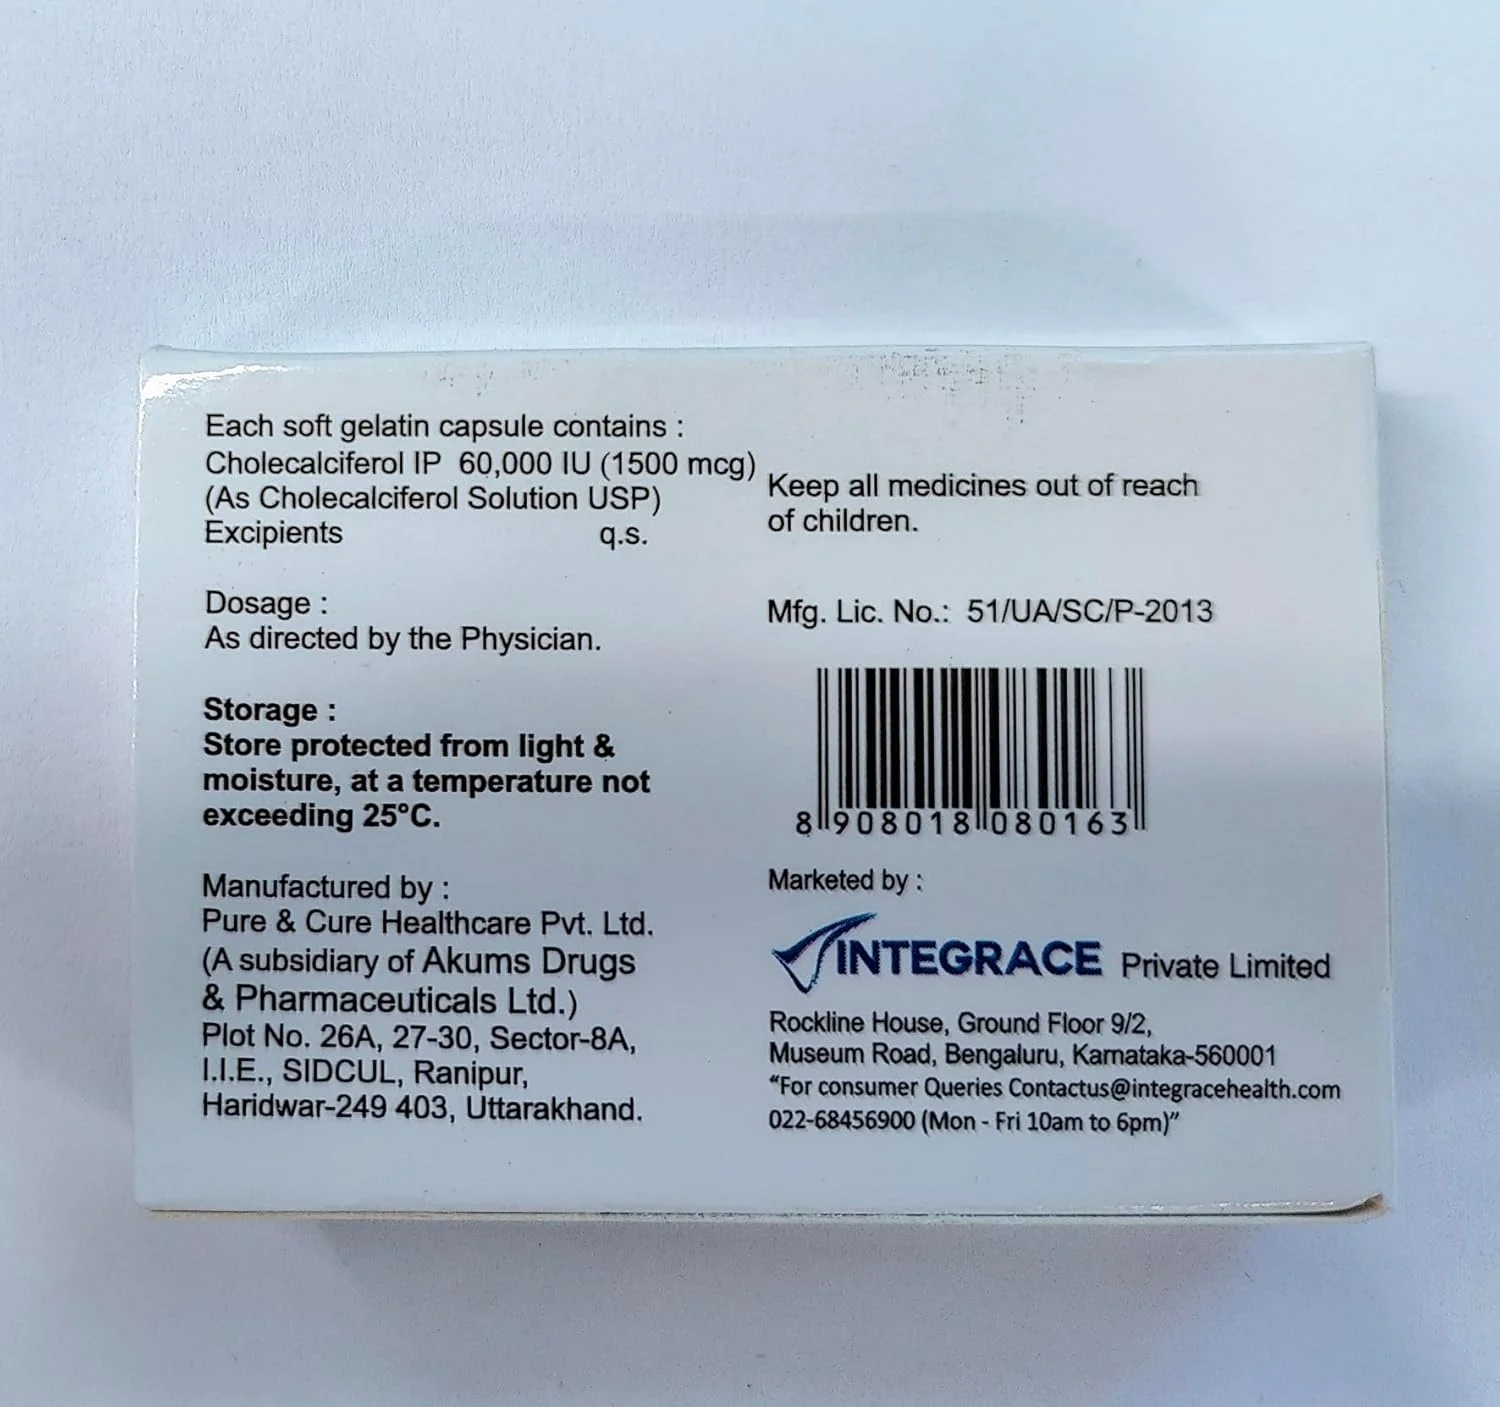 Each soft gelatin capsule contains :
Cholecalciferol IP 60,000 IU (1500 mcg)
(As Cholecalciferol Solution USP)
Excipients q.s.
Dosage :
As directed by the Physician.
Storage :
Store protected from light &
moisture, at a temperature not
exceeding 25°C.
Manufactured by :
Pure & Cure Healthcare Pvt. Ltd.
(A subsidiary of Akums Drugs
& Pharmaceuticals Ltd.)
Plot No. 26A, 27-30, Sector-8A,
I.I.E., SIDCUL, Ranipur,
Haridwar-249 403, Uttarakhand.
Keep all medicines out of reach
of children.
Mfg. Lic. No.: 51/UA/SC/P-2013
8 908018 080163
Marketed by :
INTEGRACE Private Limited
Rockline House, Ground Floor 9/2,
Museum Road, Bengaluru, Karnataka-560001
“For consumer Queries Contactus@integracehealth.com
022-68456900 (Mon - Fri 10am to 6pm)”